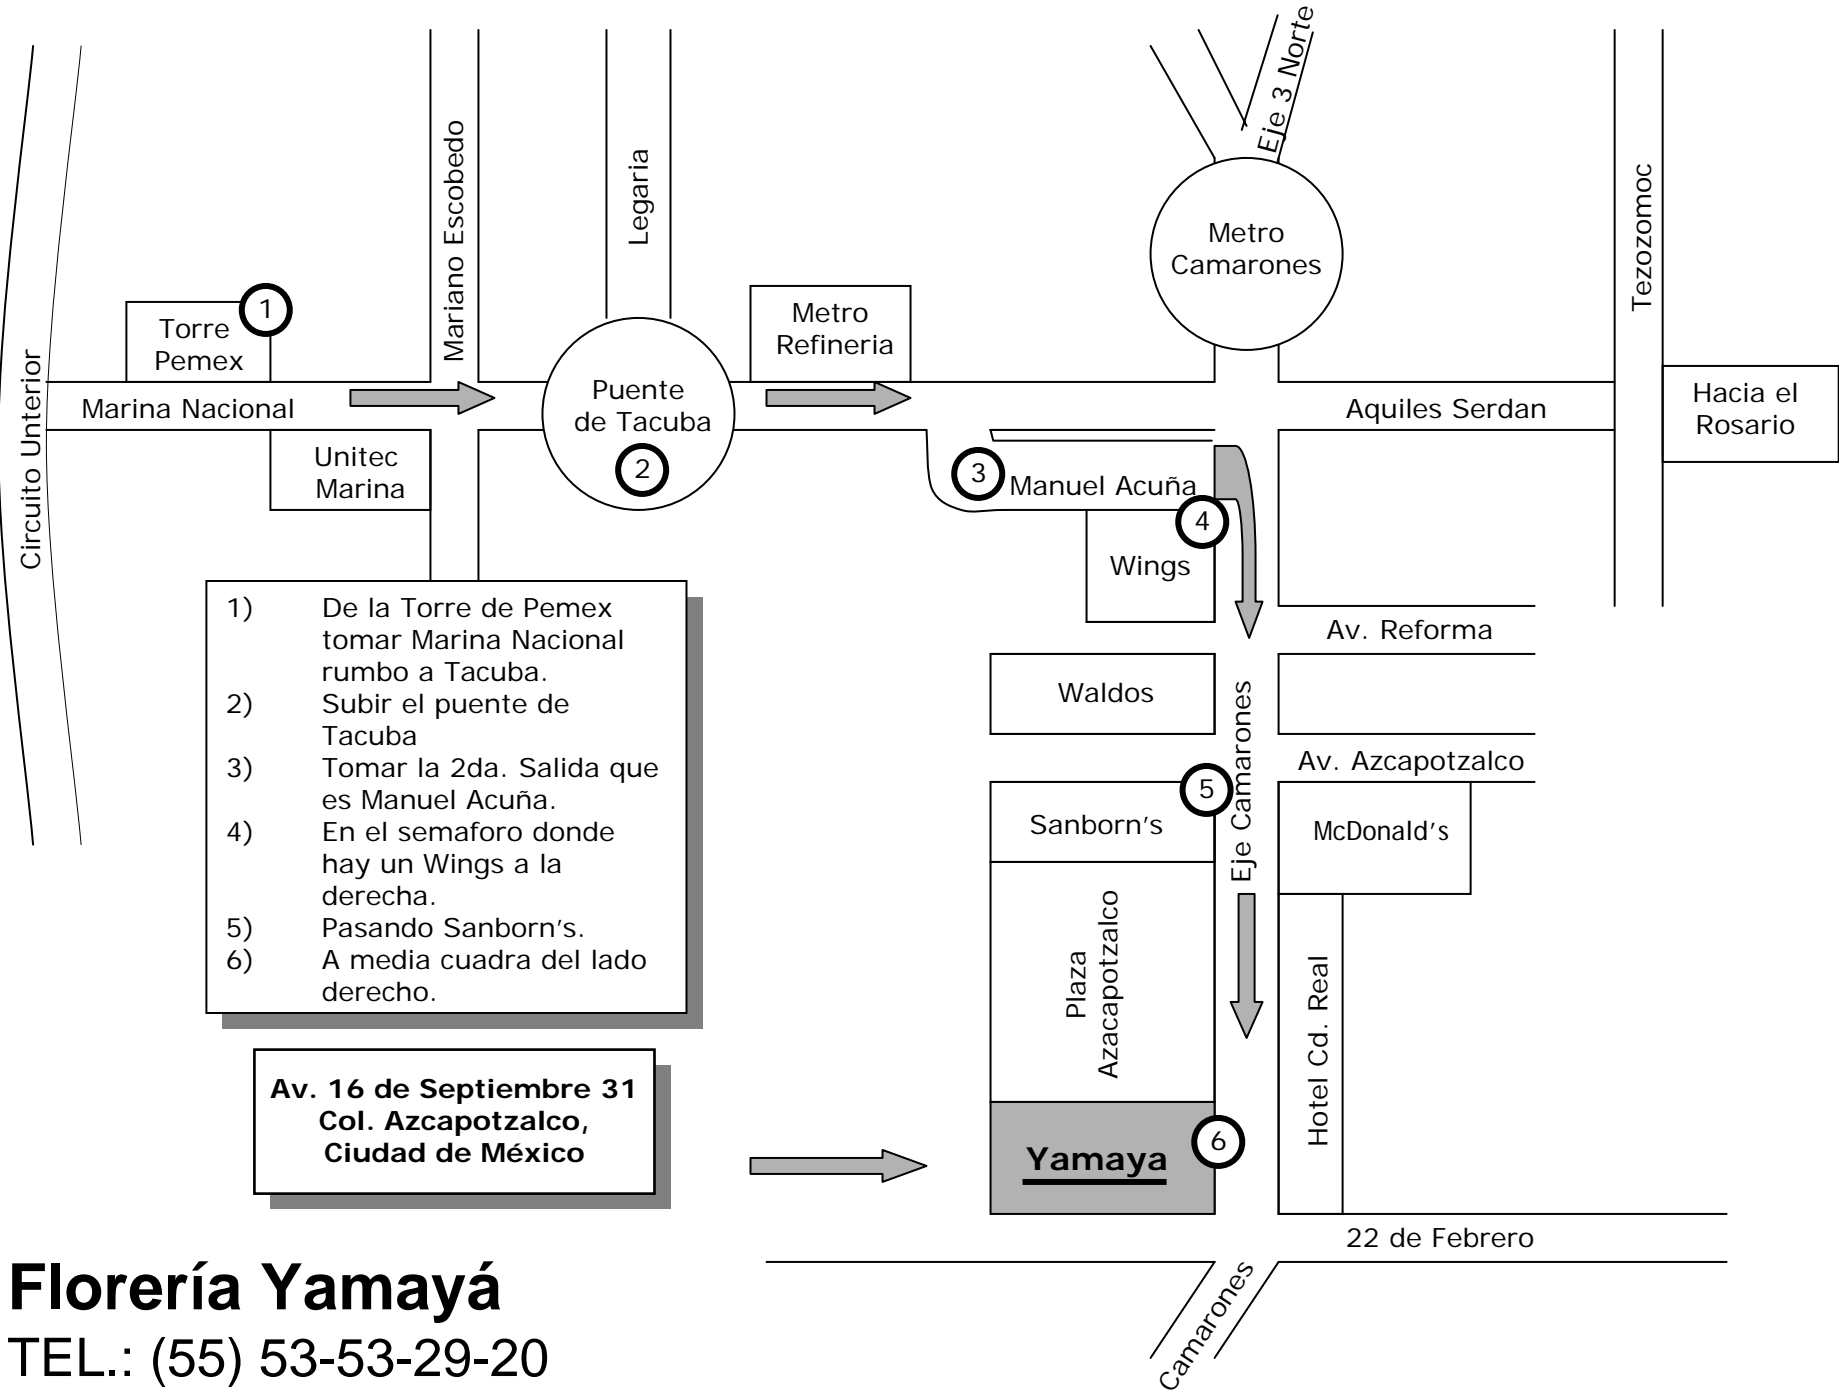 Eje 3 Norte
Mariano Escobedo
Legaria
Metro
Camarones
Tezozomoc
1
Torre
Pemex
Metro
Refineria
Circuito Unterior
Marina Nacional
Puente
de Tacuba
2
Aquiles Serdan
Hacia el
Rosario
Unitec
Marina
3
Manuel Acuña
4
Wings
Av. Reforma
Waldos
Eje Camarones
Av. Azcapotzalco
5
Sanborn's
McDonald's
Plaza
Azacapotzalco
Hotel Cd. Real
Yamaya
6
22 de Febrero
Camarones
1) De la Torre de Pemex
tomar Marina Nacional
rumbo a Tacuba.
2) Subir el puente de
Tacuba
3) Tomar la 2da. Salida que
es Manuel Acuña.
4) En el semaforo donde
hay un Wings a la
derecha.
5) Pasando Sanborn's.
6) A media cuadra del lado
derecho.
Av. 16 de Septiembre 31
Col. Azcapotzalco,
Ciudad de México
Florería Yamayá
TEL.: (55) 53-53-29-20